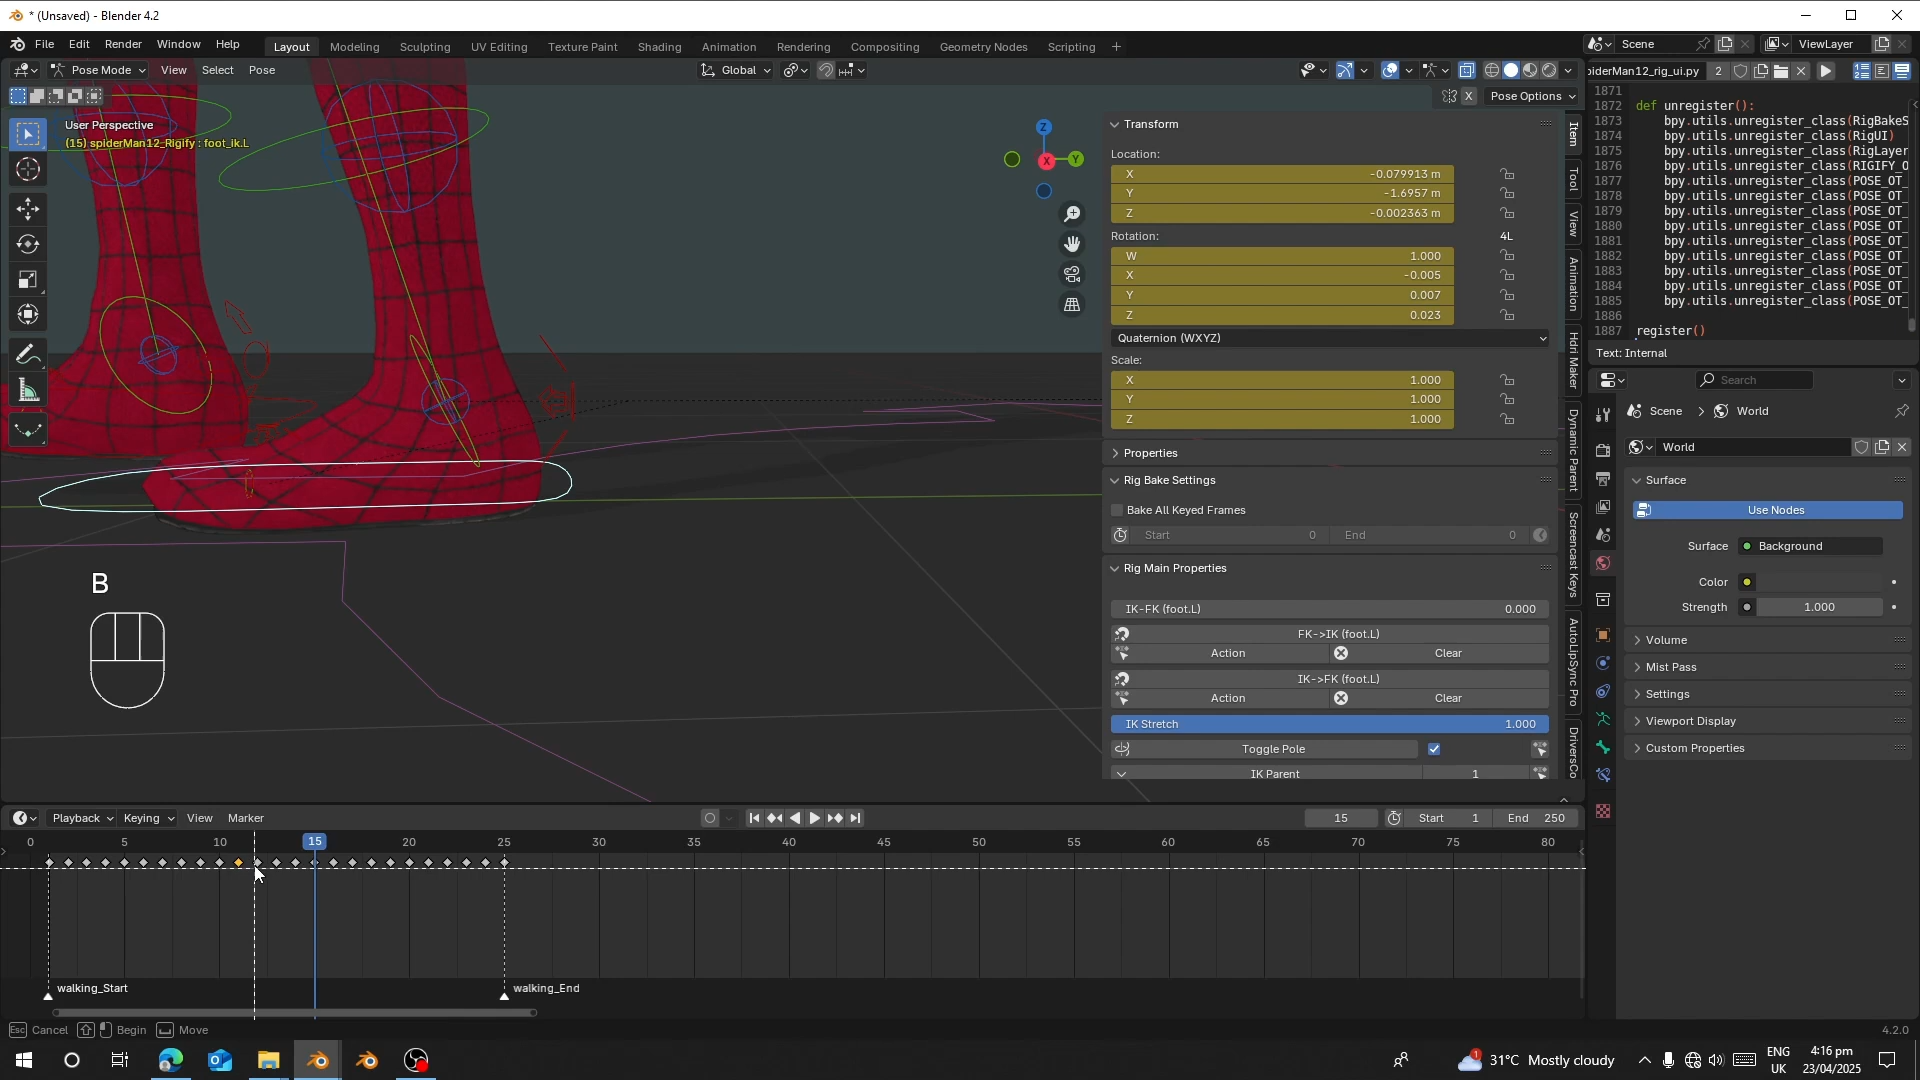 * (Unsaved) - Blender 4.2
File Edit Render Window Help
Layout Modeling Sculpting UV Editing Texture Paint Shading Animation Rendering Compositing Geometry Nodes Scripting +
Scene
ViewLayer
Pose Mode View Select Pose
Global
piderMan12_rig_ui.py 2
X Pose Options
User Perspective
(15) spiderMan12_Rigify : foot_ik.L
Z
Y
X
Transform
Location:
X -0.079913 m
Y -1.6957 m
Z -0.002363 m
Rotation: 4L
W 1.000
X -0.005
Y 0.007
Z 0.023
Quaternion (WXYZ)
Scale:
X 1.000
Y 1.000
Z 1.000
Properties
Rig Bake Settings
Bake All Keyed Frames
Start 0 End 0
Rig Main Properties
IK-FK (foot.L) 0.000
FK->IK (foot.L)
Action Clear
IK->FK (foot.L)
Action Clear
IK Stretch 1.000
Toggle Pole
IK Parent 1
Item
Tool
View
Animation
Hdri Maker
Dynamic Parent
Screencast Keys
AutoLipSync Pro
DriversCo
1871
1872 def unregister():
1873 bpy.utils.unregister_class(RigBakeS
1874 bpy.utils.unregister_class(RigUI)
1875 bpy.utils.unregister_class(RigLayer
1876 bpy.utils.unregister_class(RIGIFY_O
1877 bpy.utils.unregister_class(POSE_OT_
1878 bpy.utils.unregister_class(POSE_OT_
1879 bpy.utils.unregister_class(POSE_OT_
1880 bpy.utils.unregister_class(POSE_OT_
1881 bpy.utils.unregister_class(POSE_OT_
1882 bpy.utils.unregister_class(POSE_OT_
1883 bpy.utils.unregister_class(POSE_OT_
1884 bpy.utils.unregister_class(POSE_OT_
1885 bpy.utils.unregister_class(POSE_OT_
1886
1887 register()
Text: Internal
Search
Scene > World
World
Surface
Use Nodes
Surface Background
Color
Strength 1.000
Volume
Mist Pass
Settings
Viewport Display
Custom Properties
B
Playback Keying View Marker
15 Start 1 End 250
0 5 10 15 20 25 30 35 40 45 50 55 60 65 70 75 80
walking_Start walking_End
Esc Cancel Begin Move
4.2.0
1
31°C Mostly cloudy
ENG
UK
4:16 pm
23/04/2025